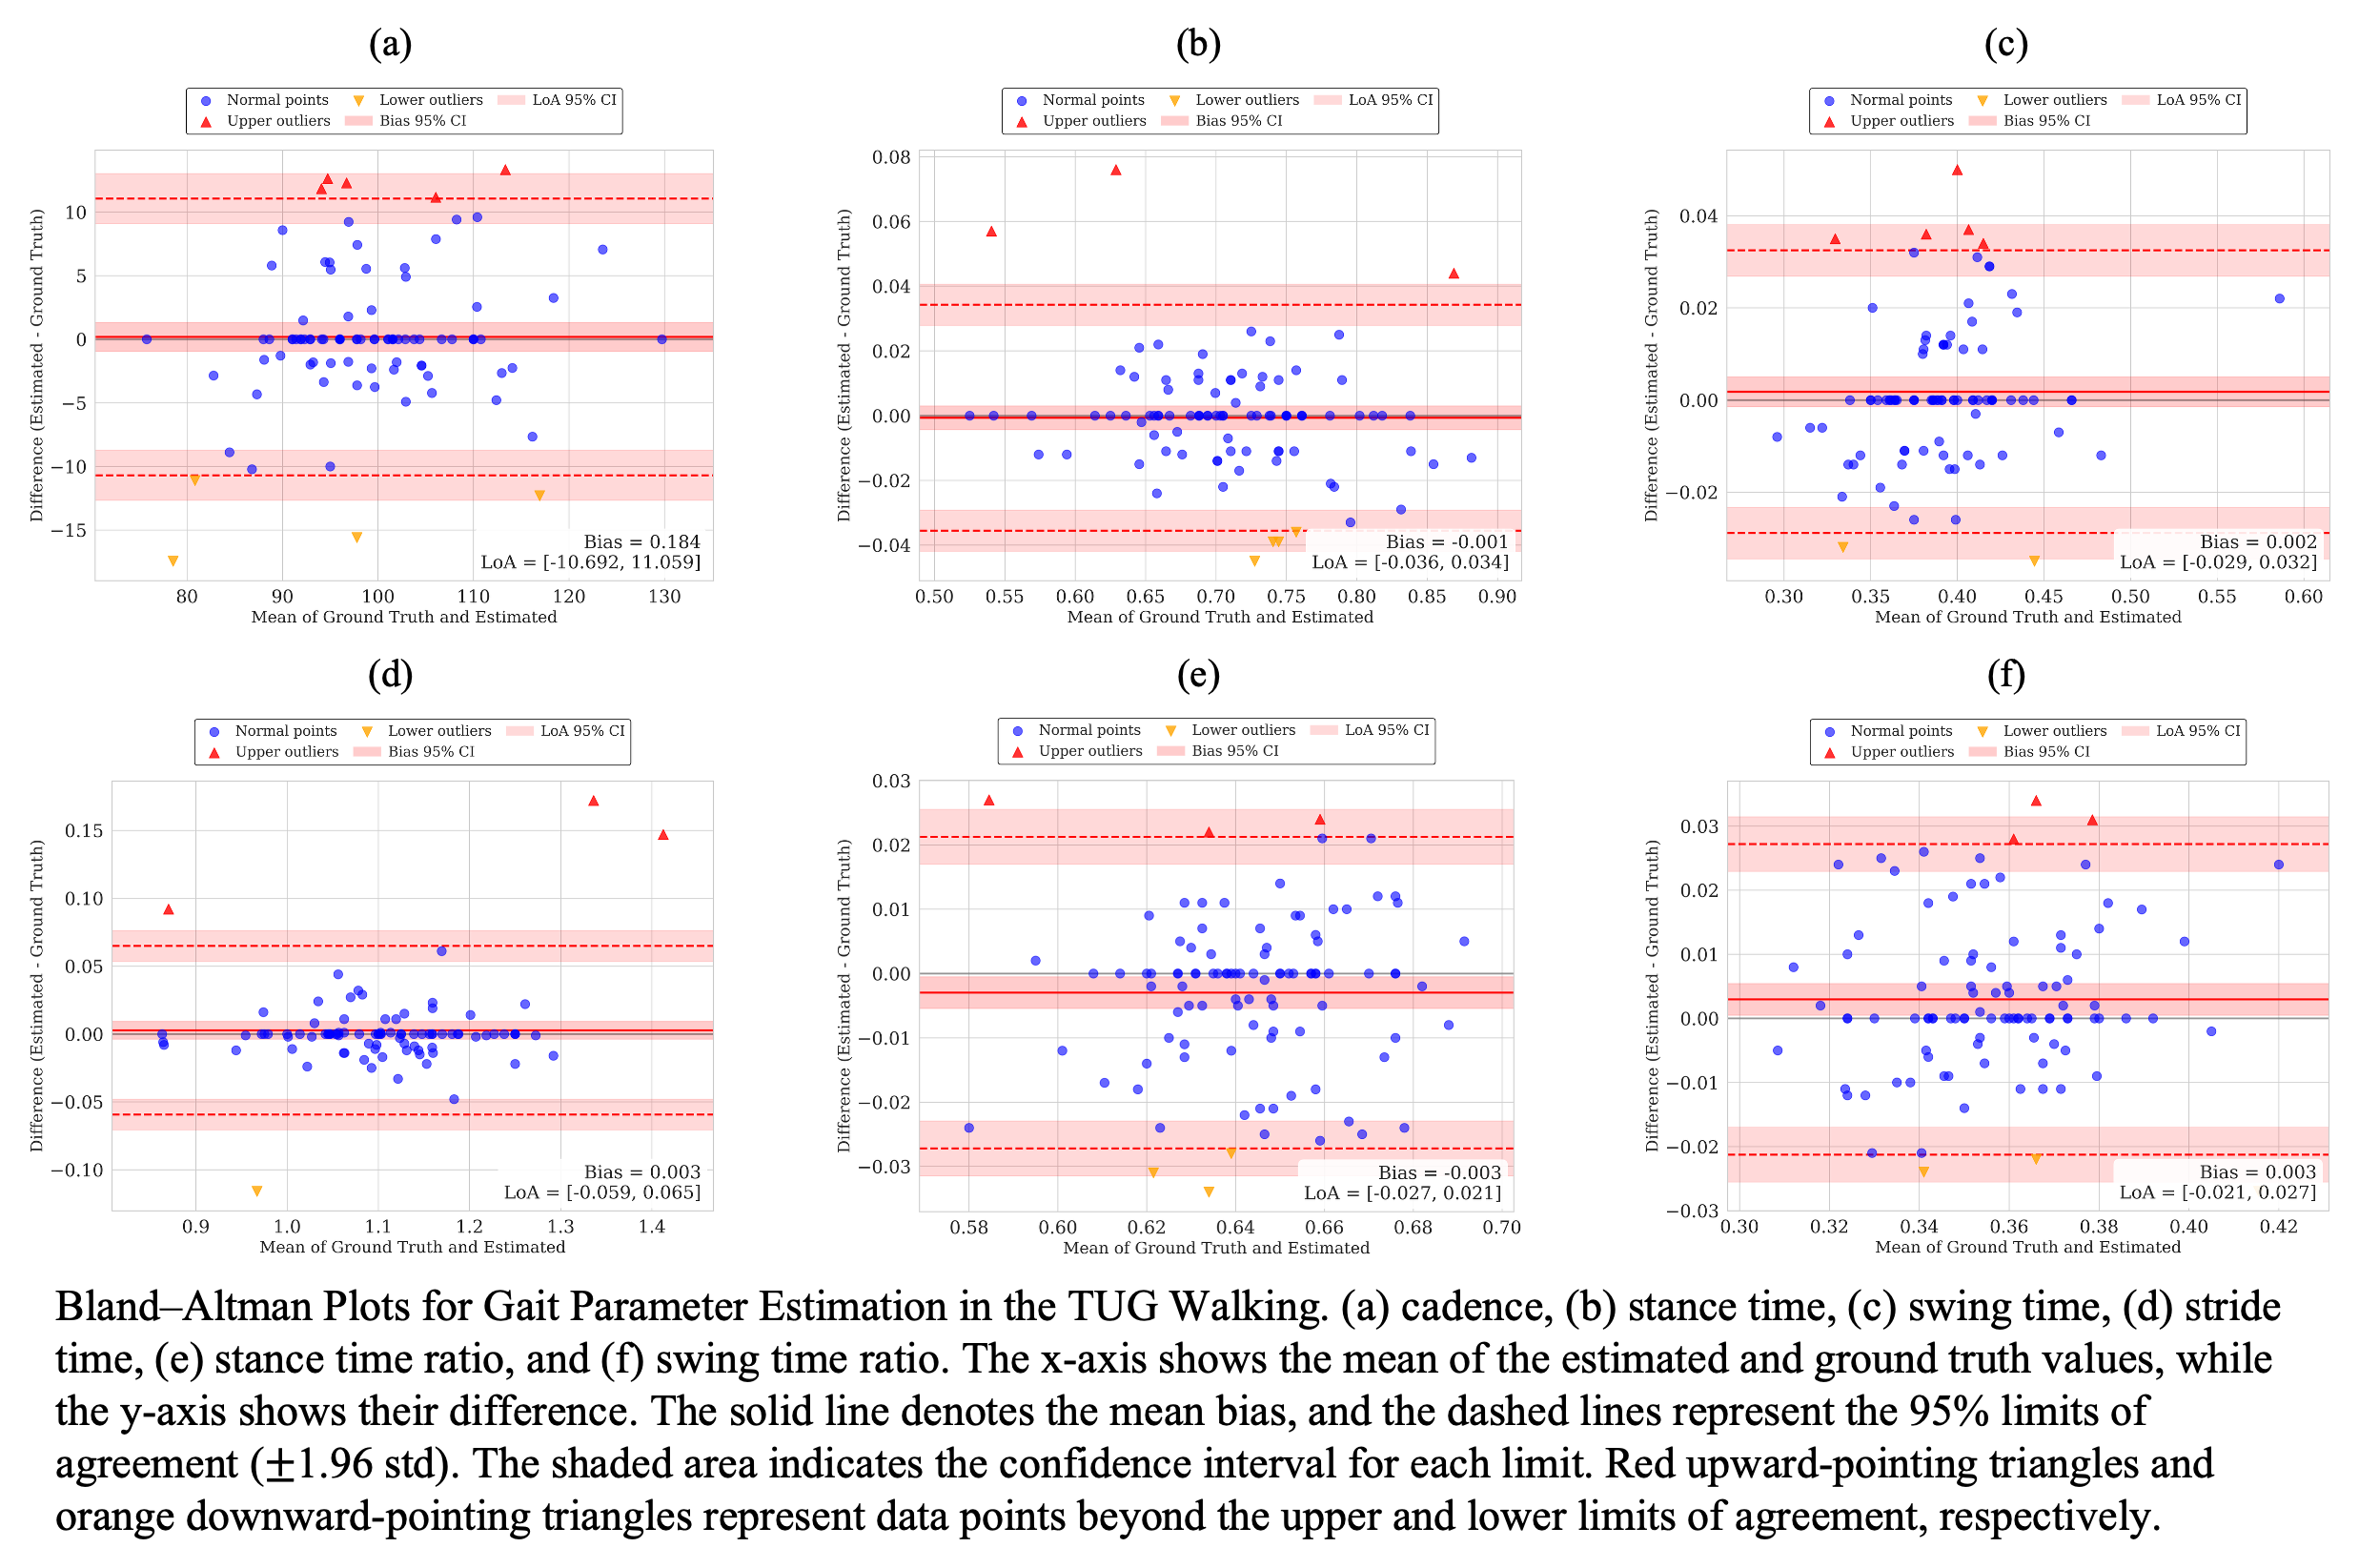 (a)
(b)
(c)
Normal points
Lower outliers
LoA 95% CI
Upper outliers
Bias 95% CI
Normal points
Lower outliers
LoA 95% CI
Upper outliers
Bias 95% CI
Normal points
Lower outliers
LoA 95% CI
Upper outliers
Bias 95% CI
Difference (Estimated - Ground Truth)
10
5
0
−5
−10
−15
Bias = 0.184
LoA = [-10.692, 11.059]
80 90 100 110 120 130
Mean of Ground Truth and Estimated
Difference (Estimated - Ground Truth)
0.08
0.06
0.04
0.02
0.00
−0.02
−0.04
Bias = -0.001
LoA = [-0.036, 0.034]
0.50 0.55 0.60 0.65 0.70 0.75 0.80 0.85 0.90
Mean of Ground Truth and Estimated
Difference (Estimated - Ground Truth)
0.04
0.02
0.00
−0.02
Bias = 0.002
LoA = [-0.029, 0.032]
0.30 0.35 0.40 0.45 0.50 0.55 0.60
Mean of Ground Truth and Estimated
(d)
(e)
(f)
Normal points
Lower outliers
LoA 95% CI
Upper outliers
Bias 95% CI
Normal points
Lower outliers
LoA 95% CI
Upper outliers
Bias 95% CI
Normal points
Lower outliers
LoA 95% CI
Upper outliers
Bias 95% CI
Difference (Estimated - Ground Truth)
0.15
0.10
0.05
0.00
−0.05
−0.10
Bias = 0.003
LoA = [-0.059, 0.065]
0.9 1.0 1.1 1.2 1.3 1.4
Mean of Ground Truth and Estimated
Difference (Estimated - Ground Truth)
0.03
0.02
0.01
0.00
−0.01
−0.02
−0.03
Bias = -0.003
LoA = [-0.027, 0.021]
0.58 0.60 0.62 0.64 0.66 0.68 0.70
Mean of Ground Truth and Estimated
Difference (Estimated - Ground Truth)
0.03
0.02
0.01
0.00
−0.01
−0.02
−0.03
Bias = 0.003
LoA = [-0.021, 0.027]
0.30 0.32 0.34 0.36 0.38 0.40 0.42
Mean of Ground Truth and Estimated
Bland–Altman Plots for Gait Parameter Estimation in the TUG Walking. (a) cadence, (b) stance time, (c) swing time, (d) stride
time, (e) stance time ratio, and (f) swing time ratio. The x-axis shows the mean of the estimated and ground truth values, while
the y-axis shows their difference. The solid line denotes the mean bias, and the dashed lines represent the 95% limits of
agreement (±1.96 std). The shaded area indicates the confidence interval for each limit. Red upward-pointing triangles and
orange downward-pointing triangles represent data points beyond the upper and lower limits of agreement, respectively.